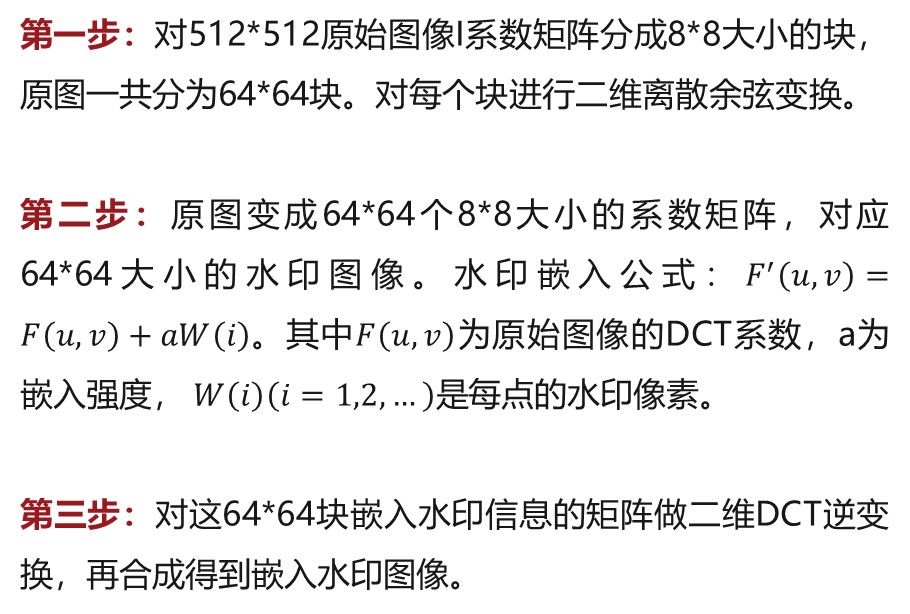 第一步：对512*512原始图像I系数矩阵分成8*8大小的块，
原图一共分为64*64块。对每个块进行二维离散余弦变换。
第二步：原图变成64*64个8*8大小的系数矩阵，对应
64*64大小的水印图像。水印嵌入公式：F′(u,v) =
F(u,v) + aW(i)。其中F(u,v)为原始图像的DCT系数，a为
嵌入强度， W(i)(i = 1,2,…)是每点的水印像素。
第三步：对这64*64块嵌入水印信息的矩阵做二维DCT逆变
换，再合成得到嵌入水印图像。